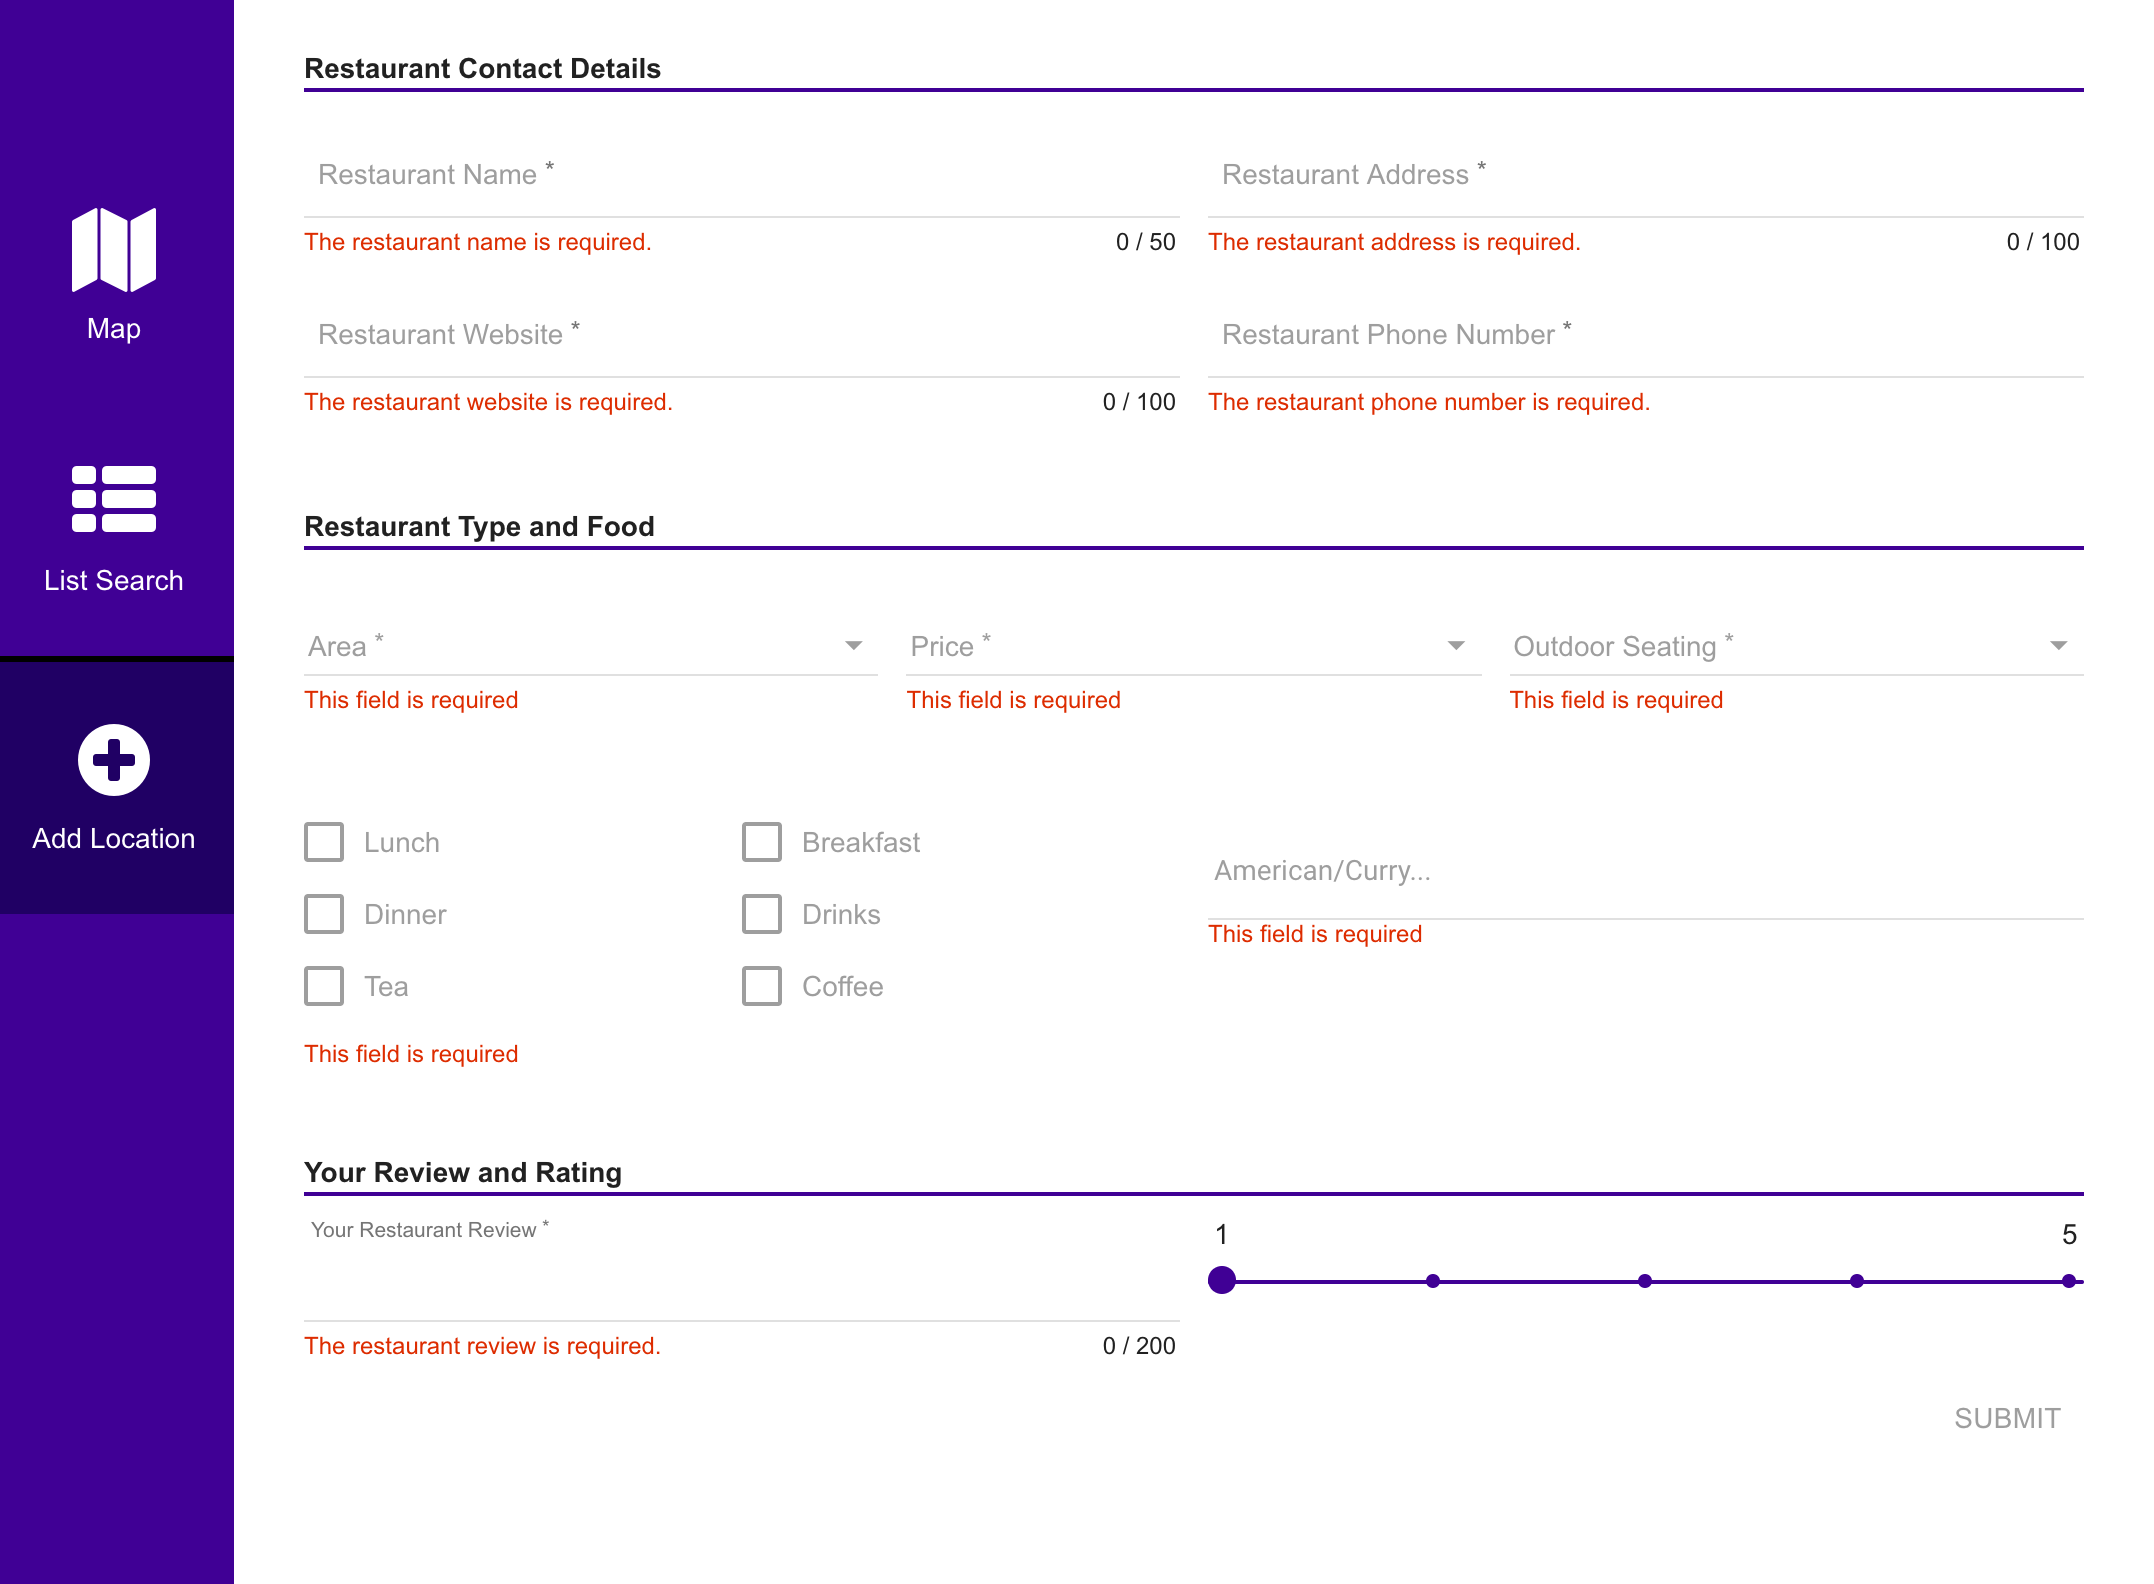 Map
List Search
Add Location
Restaurant Contact Details
Restaurant Name *
The restaurant name is required.
0 / 50
Restaurant Address *
The restaurant address is required.
0 / 100
Restaurant Website *
The restaurant website is required.
0 / 100
Restaurant Phone Number *
The restaurant phone number is required.
Restaurant Type and Food
Area *
This field is required
Price *
This field is required
Outdoor Seating *
This field is required
Lunch
Breakfast
Dinner
Drinks
Tea
Coffee
This field is required
American/Curry...
This field is required
Your Review and Rating
Your Restaurant Review *
The restaurant review is required.
0 / 200
1
5
SUBMIT